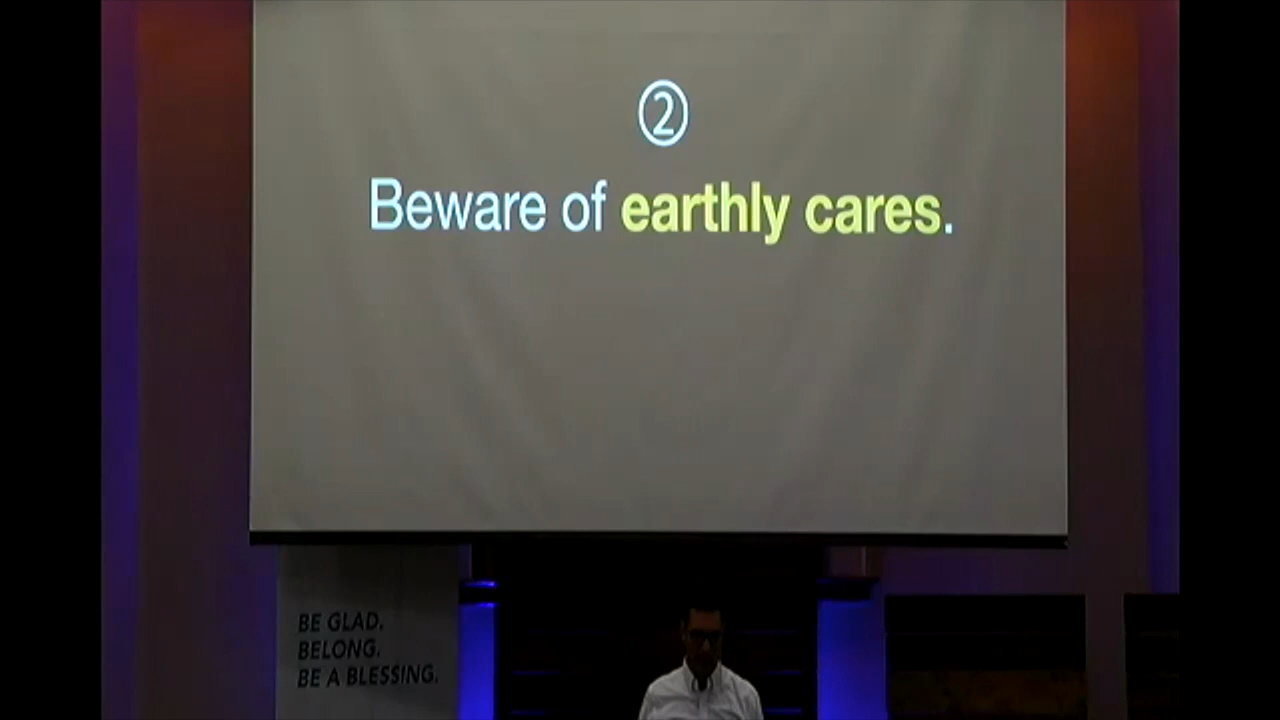 ②
Beware of earthly cares.
BE GLAD.
BELONG.
BE A BLESSING.